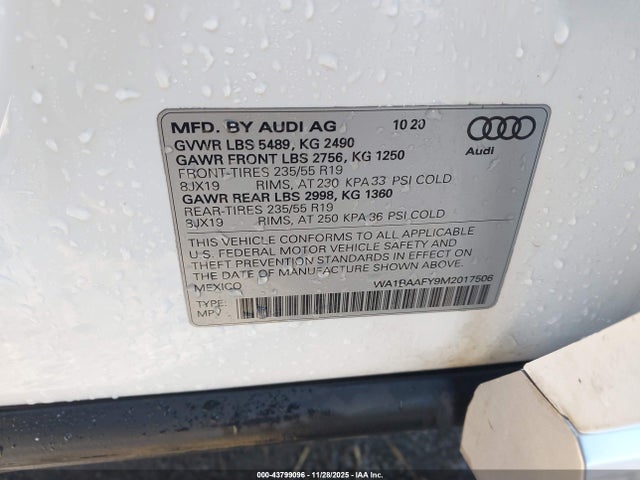 MFD. BY AUDI AG 10 20
GVWR LBS 5489, KG 2490
GAWR FRONT LBS 2756, KG 1250
FRONT-TIRES 235/55 R19
8JX19 RIMS, AT 230 KPA 33 PSI COLD
GAWR REAR LBS 2998, KG 1360
REAR-TIRES 235/55 R19
8JX19 RIMS, AT 250 KPA 36 PSI COLD
Audi
THIS VEHICLE CONFORMS TO ALL APPLICABLE
U.S. FEDERAL MOTOR VEHICLE SAFETY AND
THEFT PREVENTION STANDARDS IN EFFECT ON
THE DATE OF MANUFACTURE SHOWN ABOVE.
MEXICO WA1BAAFY9M2017506
TYPE:
MPV
000-43799096 - 11/28/2025 - IAA Inc.